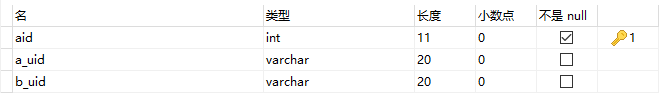 名 类型 长度 小数点 不是 null
aid int 11 0 1
a_uid varchar 20 0
b_uid varchar 20 0